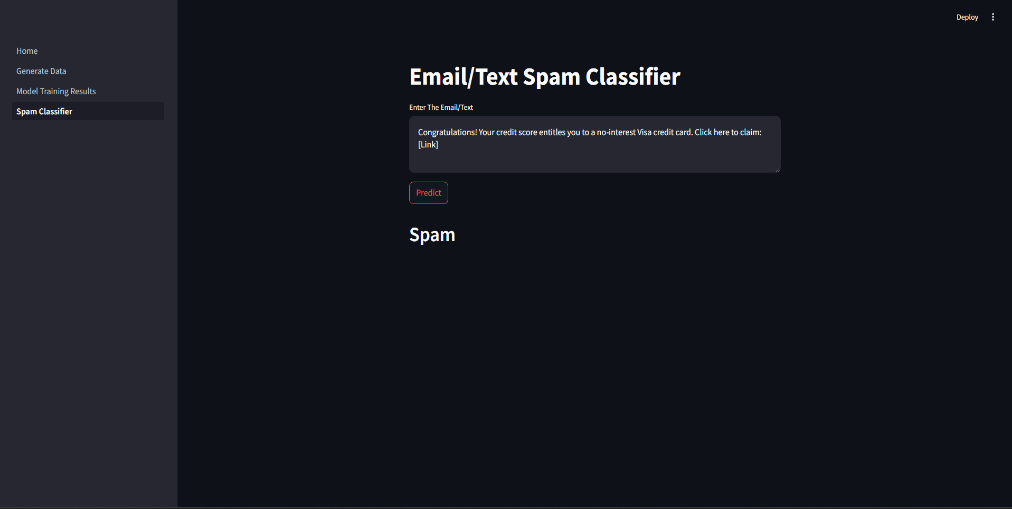 Deploy
Home
Generate Data
Model Training Results
Spam Classifier
Email/Text Spam Classifier
Enter The Email/Text
Congratulations! Your credit score entitles you to a no-interest Visa credit card. Click here to claim:
[Link]
Predict
Spam